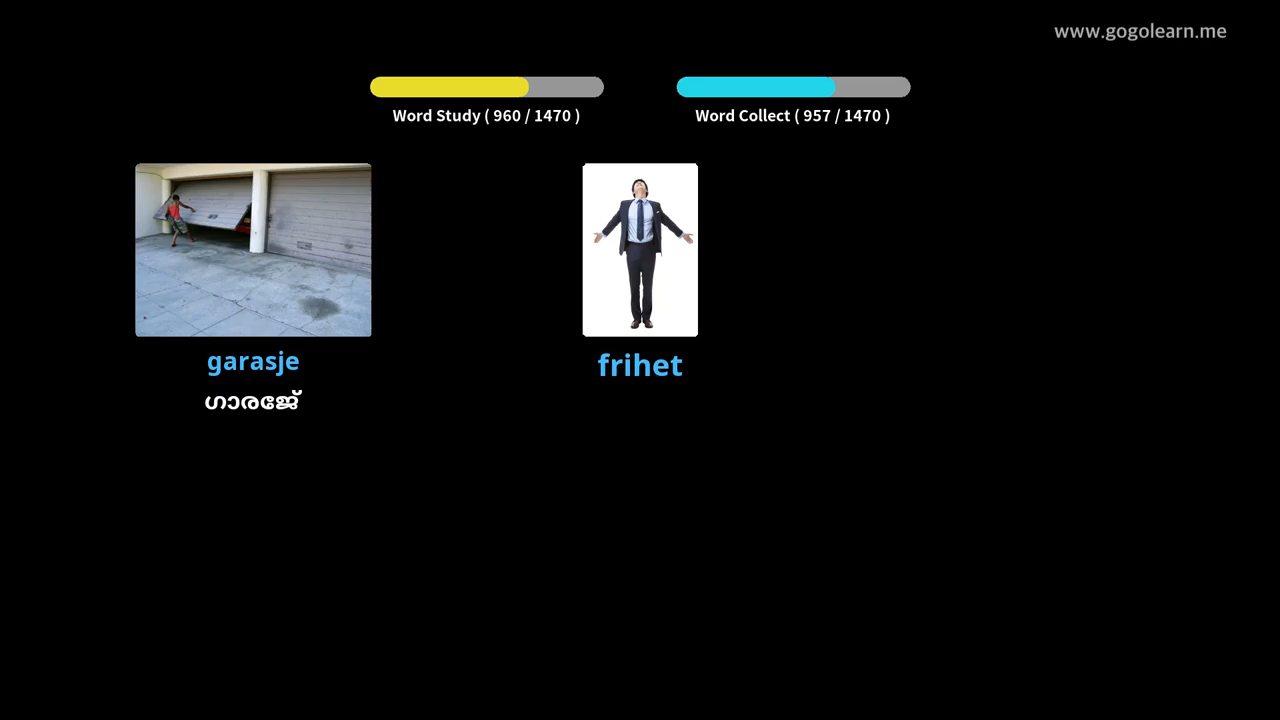 www.gogolearn.me
Word Study ( 960 / 1470 )
Word Collect ( 957 / 1470 )
garasje
ഗാരജേ്
frihet